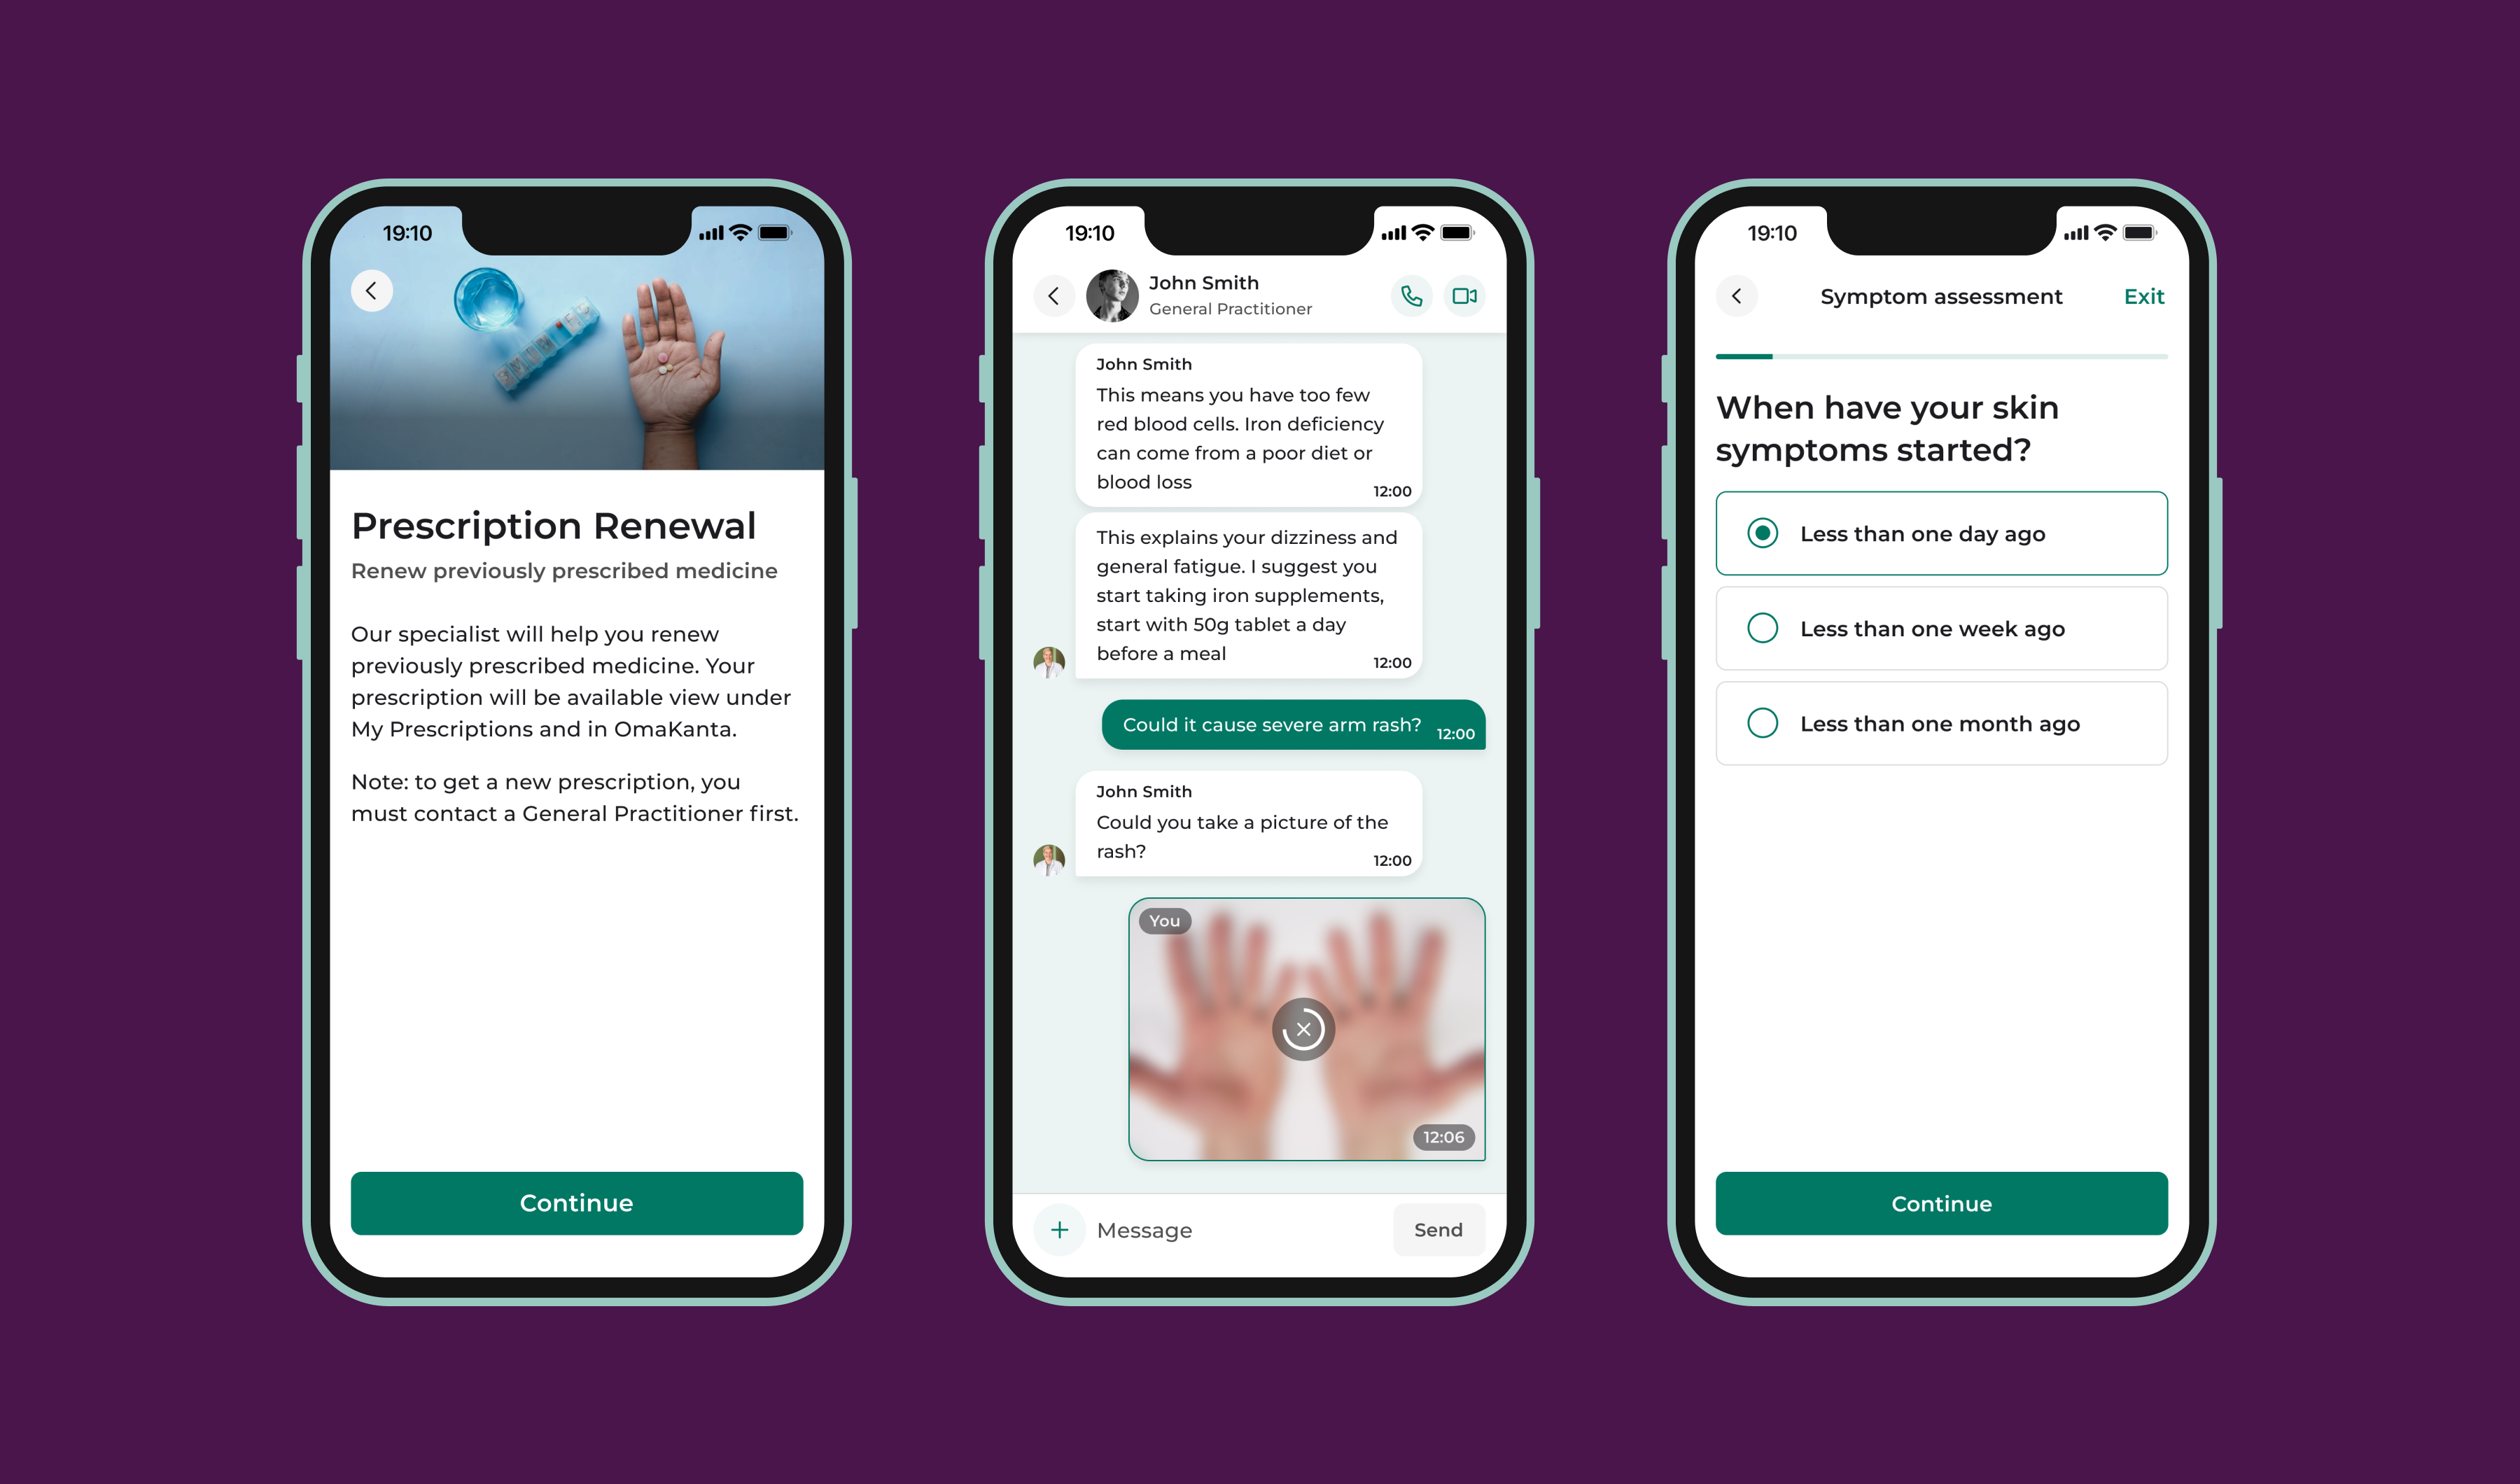 19:10
Prescription Renewal
Renew previously prescribed medicine
Our specialist will help you renew
previously prescribed medicine. Your
prescription will be available view under
My Prescriptions and in OmaKanta.
Note: to get a new prescription, you
must contact a General Practitioner first.
Continue
19:10
John Smith
General Practitioner
John Smith
This means you have too few
red blood cells. Iron deficiency
can come from a poor diet or
blood loss
12:00
This explains your dizziness and
general fatigue. I suggest you
start taking iron supplements,
start with 50g tablet a day
before a meal
12:00
Could it cause severe arm rash?
12:00
John Smith
Could you take a picture of the
rash?
12:00
You
12:06
Message
Send
19:10
Symptom assessment
Exit
When have your skin
symptoms started?
Less than one day ago
Less than one week ago
Less than one month ago
Continue